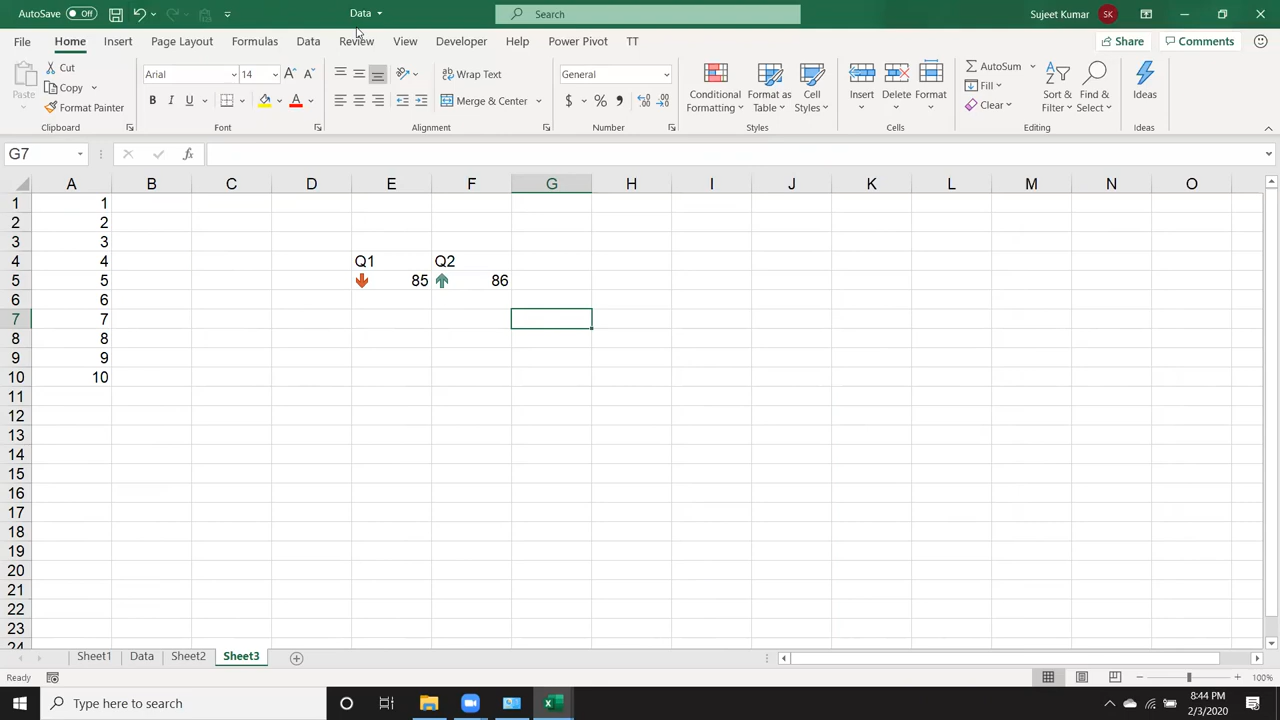 AutoSave Off Data Search Sujeet Kumar SK
File Home Insert Page Layout Formulas Data Review View Developer Help Power Pivot TT Share Comments
Paste Cut Copy Format Painter
Arial 14 A A B I U A
ab Wrap Text Merge & Center
General $ % 9
Conditional Formatting Format as Table Cell Styles
Insert Delete Format
AutoSum Fill Clear Sort & Filter Find & Select
Ideas
Clipboard Font Alignment Number Styles Cells Editing Ideas
G7 fx
A B C D E F G H I J K L M N O
1 1
2 2
3 3
4 4 Q1 Q2
5 5 85 86
6 6
7 7
8 8
9 9
10 10
11
12
13
14
15
16
17
18
19
20
21
22
23
24
Sheet1 Data Sheet2 Sheet3
Ready 100%
Type here to search 8:44 PM
2/3/2020